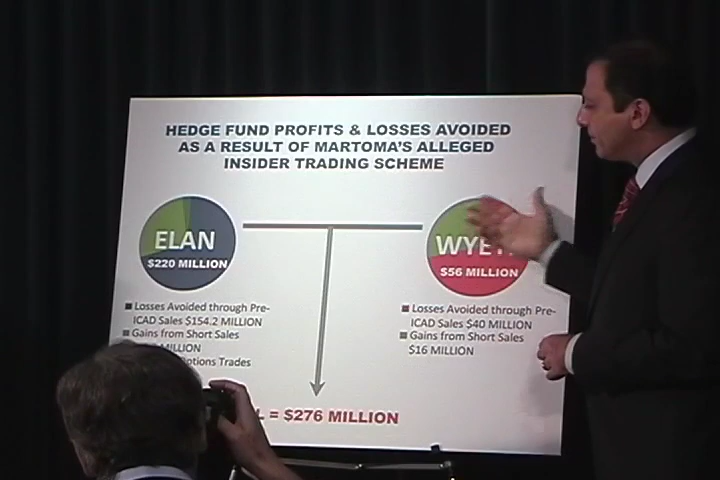 HEDGE FUND PROFITS & LOSSES AVOIDED
AS A RESULT OF MARTOMA'S ALLEGED
INSIDER TRADING SCHEME
ELAN
$220 MILLION
■ Losses Avoided through Pre-
ICAD Sales $154.2 MILLION
■ Gains from Short Sales
MILLION
Trades
WYE
$56 MILLION
■ Losses Avoided through Pre-
ICAD Sales $40 MILLION
■ Gains from Short Sales
$16 MILLION
L = $276 MILLION